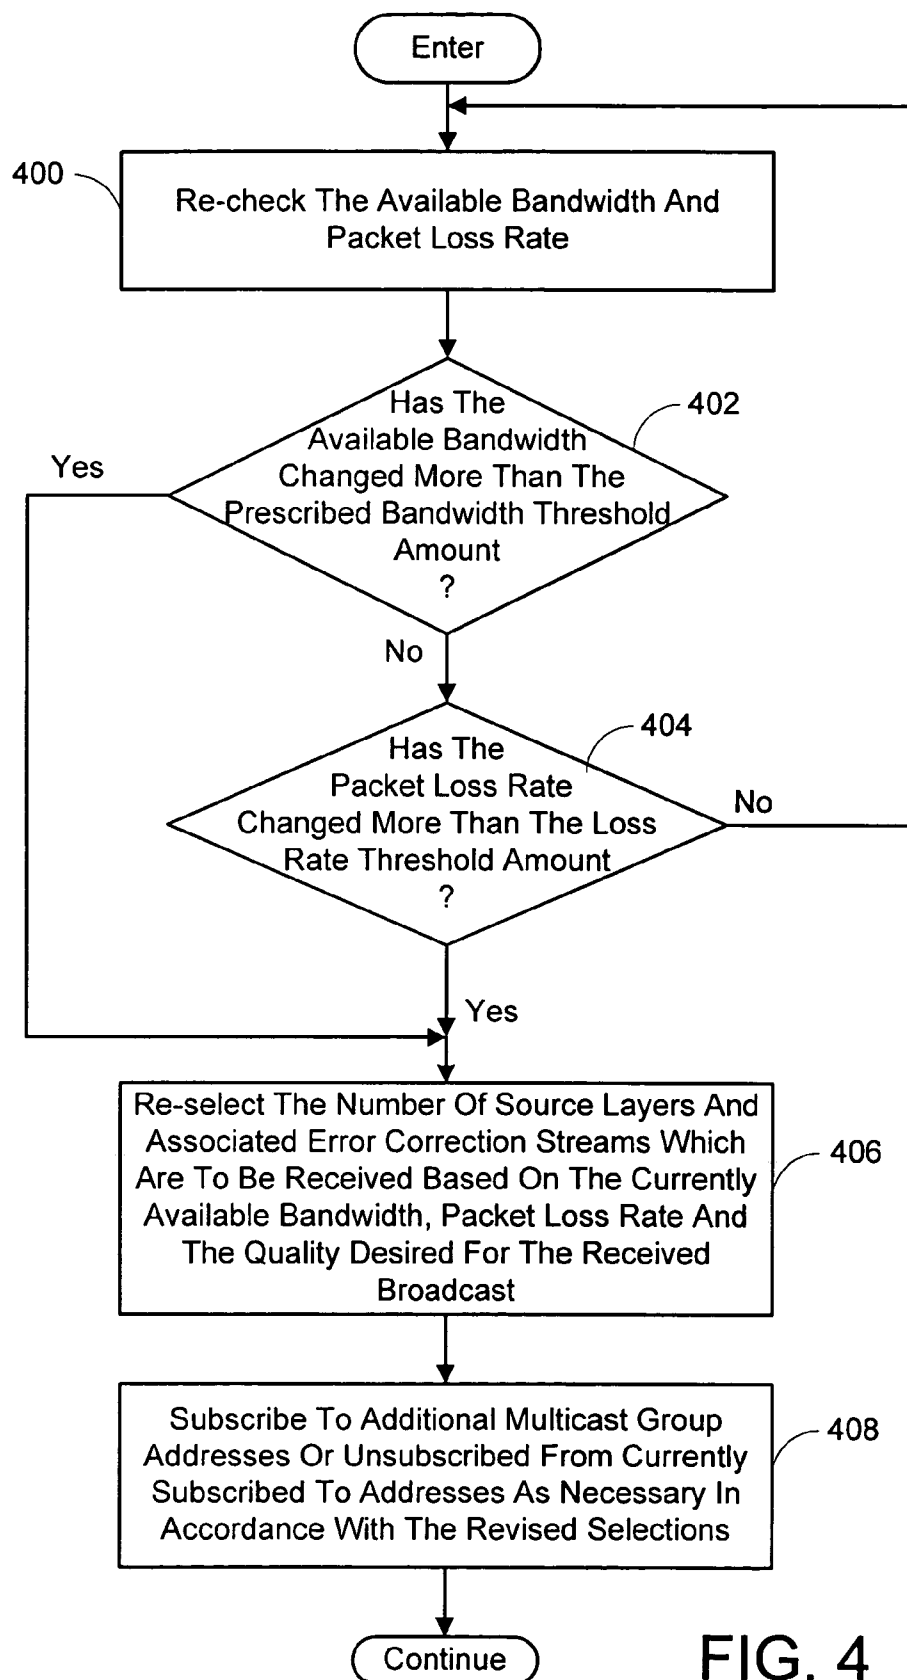 Enter
400
Re-check The Available Bandwidth And
Packet Loss Rate
402
Has The
Available Bandwidth
Changed More Than The
Prescribed Bandwidth Threshold
Amount
?
Yes
No
404
Has The
Packet Loss Rate
Changed More Than The Loss
Rate Threshold Amount
?
No
Yes
Re-select The Number Of Source Layers And
Associated Error Correction Streams Which
Are To Be Received Based On The Currently
Available Bandwidth, Packet Loss Rate And
The Quality Desired For The Received
Broadcast
406
Subscribe To Additional Multicast Group
Addresses Or Unsubscribed From Currently
Subscribed To Addresses As Necessary In
Accordance With The Revised Selections
408
Continue
FIG. 4